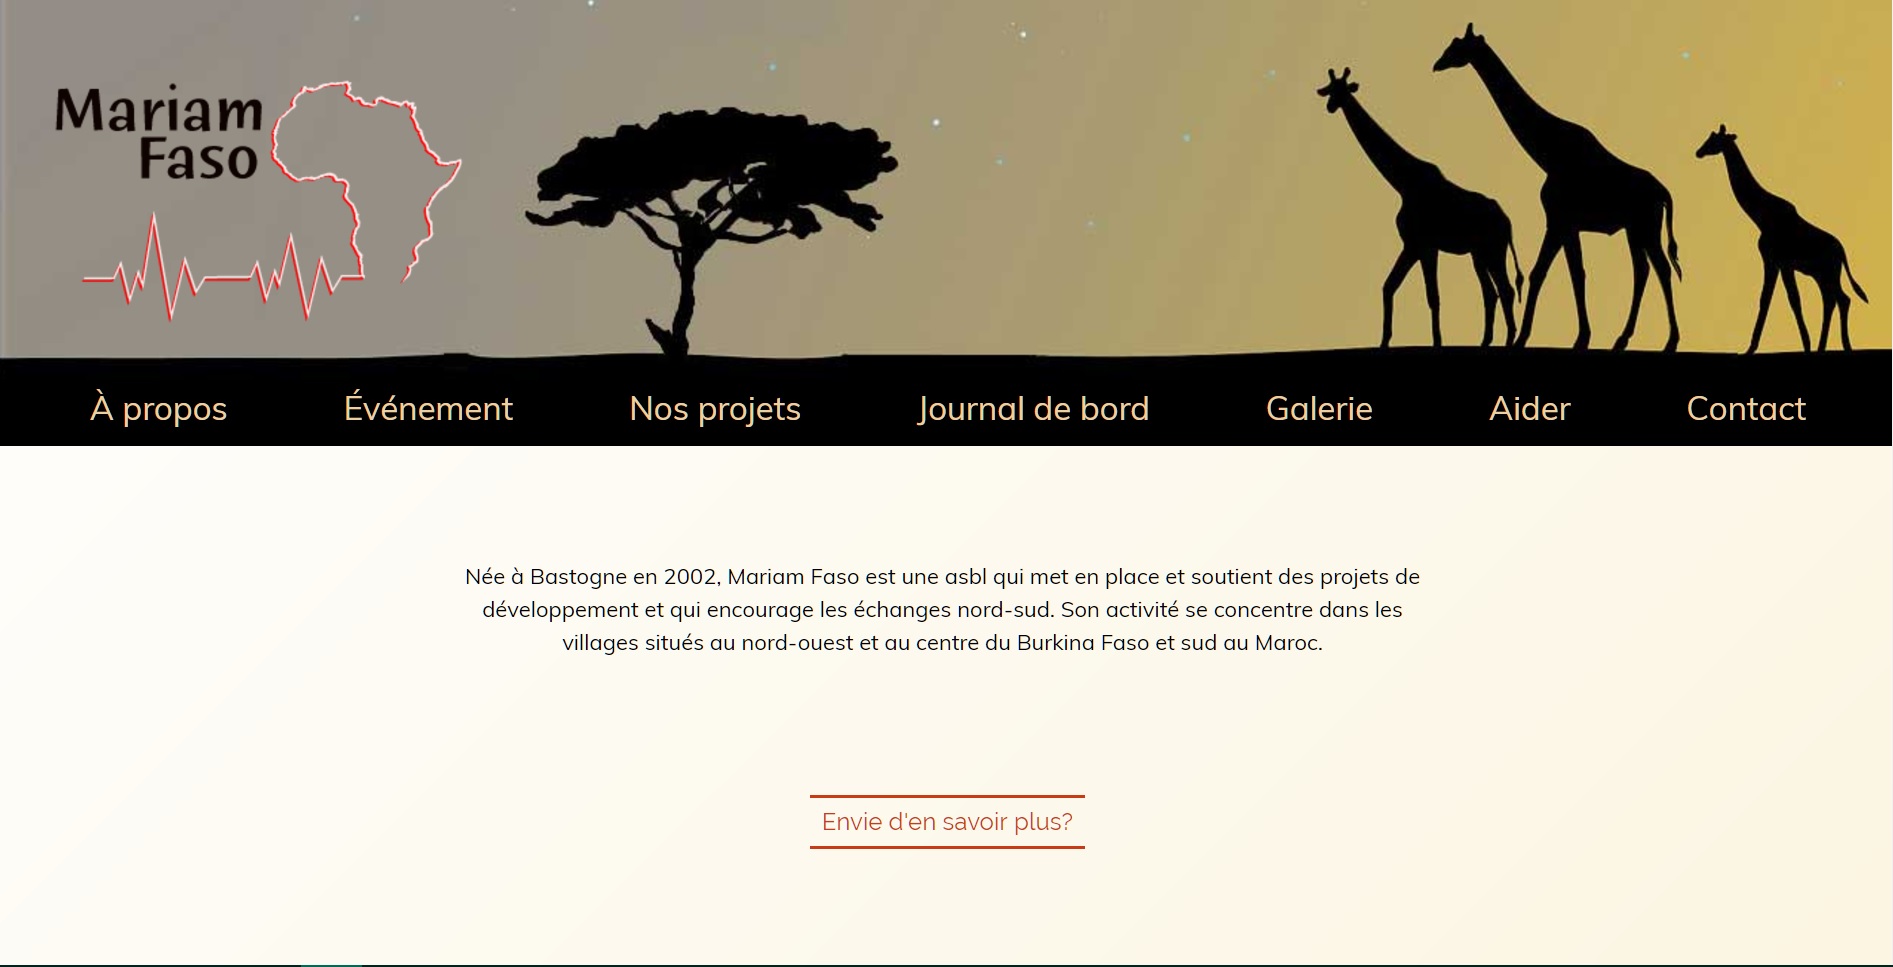 Mariam
Faso
À propos
Événement
Nos projets
Journal de bord
Galerie
Aider
Contact
Née à Bastogne en 2002, Mariam Faso est une asbl qui met en place et soutient des projets de
développement et qui encourage les échanges nord-sud. Son activité se concentre dans les
villages situés au nord-ouest et au centre du Burkina Faso et sud au Maroc.
Envie d'en savoir plus?